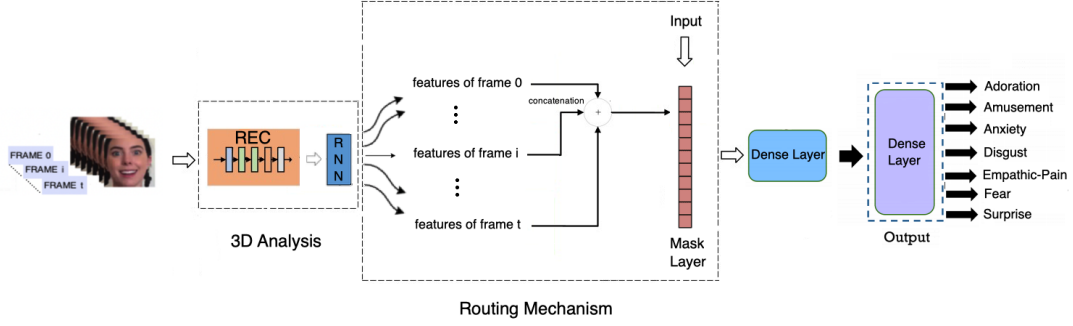 FRAME 0
FRAME i
FRAME t
REC
R
N
N
3D Analysis
features of frame 0
concatenation
+
features of frame i
features of frame t
Input
Mask
Layer
Routing Mechanism
Dense Layer
Dense
Layer
Output
Adoration
Amusement
Anxiety
Disgust
Empathic-Pain
Fear
Surprise